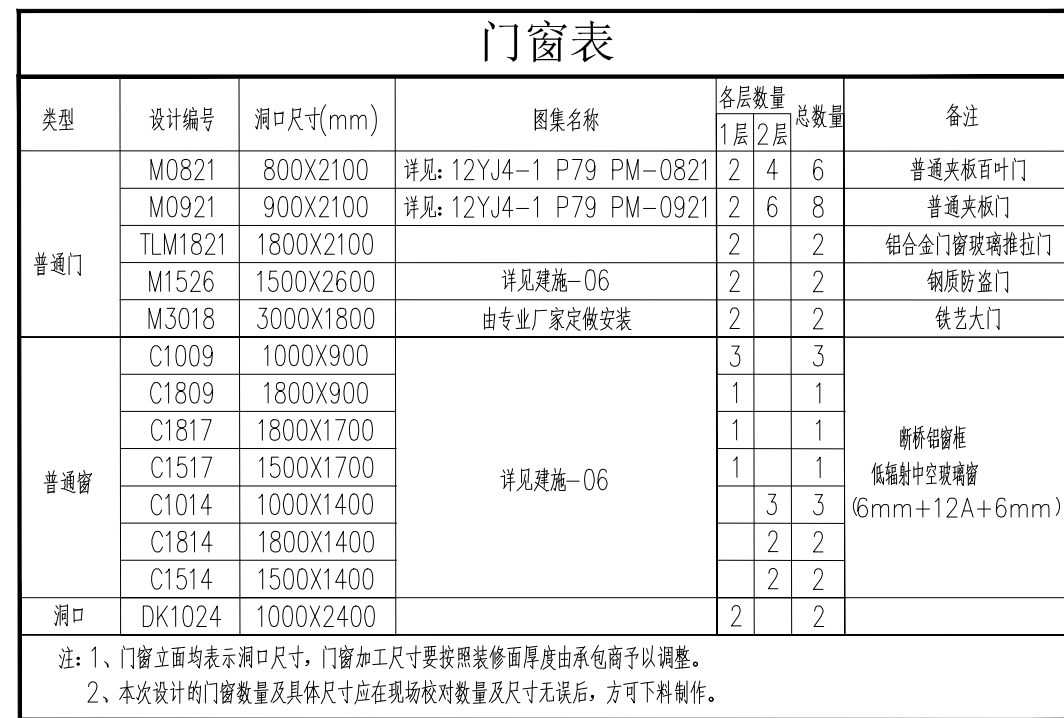 门窗表
类型 设计编号 洞口尺寸(mm) 图集名称 各层数量 总数量 备注
1层 2层
普通门
M0821 800X2100 详见: 12YJ4-1 P79 PM-0821 2 4 6 普通夹板百叶门
M0921 900X2100 详见: 12YJ4-1 P79 PM-0921 2 6 8 普通夹板门
TLM1821 1800X2100 2 2 铝合金门窗玻璃推拉门
M1526 1500X2600 详见建施-06 2 2 钢质防盗门
M3018 3000X1800 由专业厂家定做安装 2 2 铁艺大门
普通窗
C1009 1000X900 3 3
C1809 1800X900 1 1
C1817 1800X1700 1 1
C1517 1500X1700 1 1
C1014 1000X1400 3 3
C1814 1800X1400 2 2
C1514 1500X1400 2 2
详见建施-06
断桥铝窗框
低辐射中空玻璃窗
(6mm+12A+6mm)
洞口 DK1024 1000X2400 2 2
注: 1、门窗立面均表示洞口尺寸，门窗加工尺寸要按照装修面厚度由承包商予以调整。
2、本次设计的门窗数量及具体尺寸应在现场校对数量及尺寸无误后，方可下料制作。